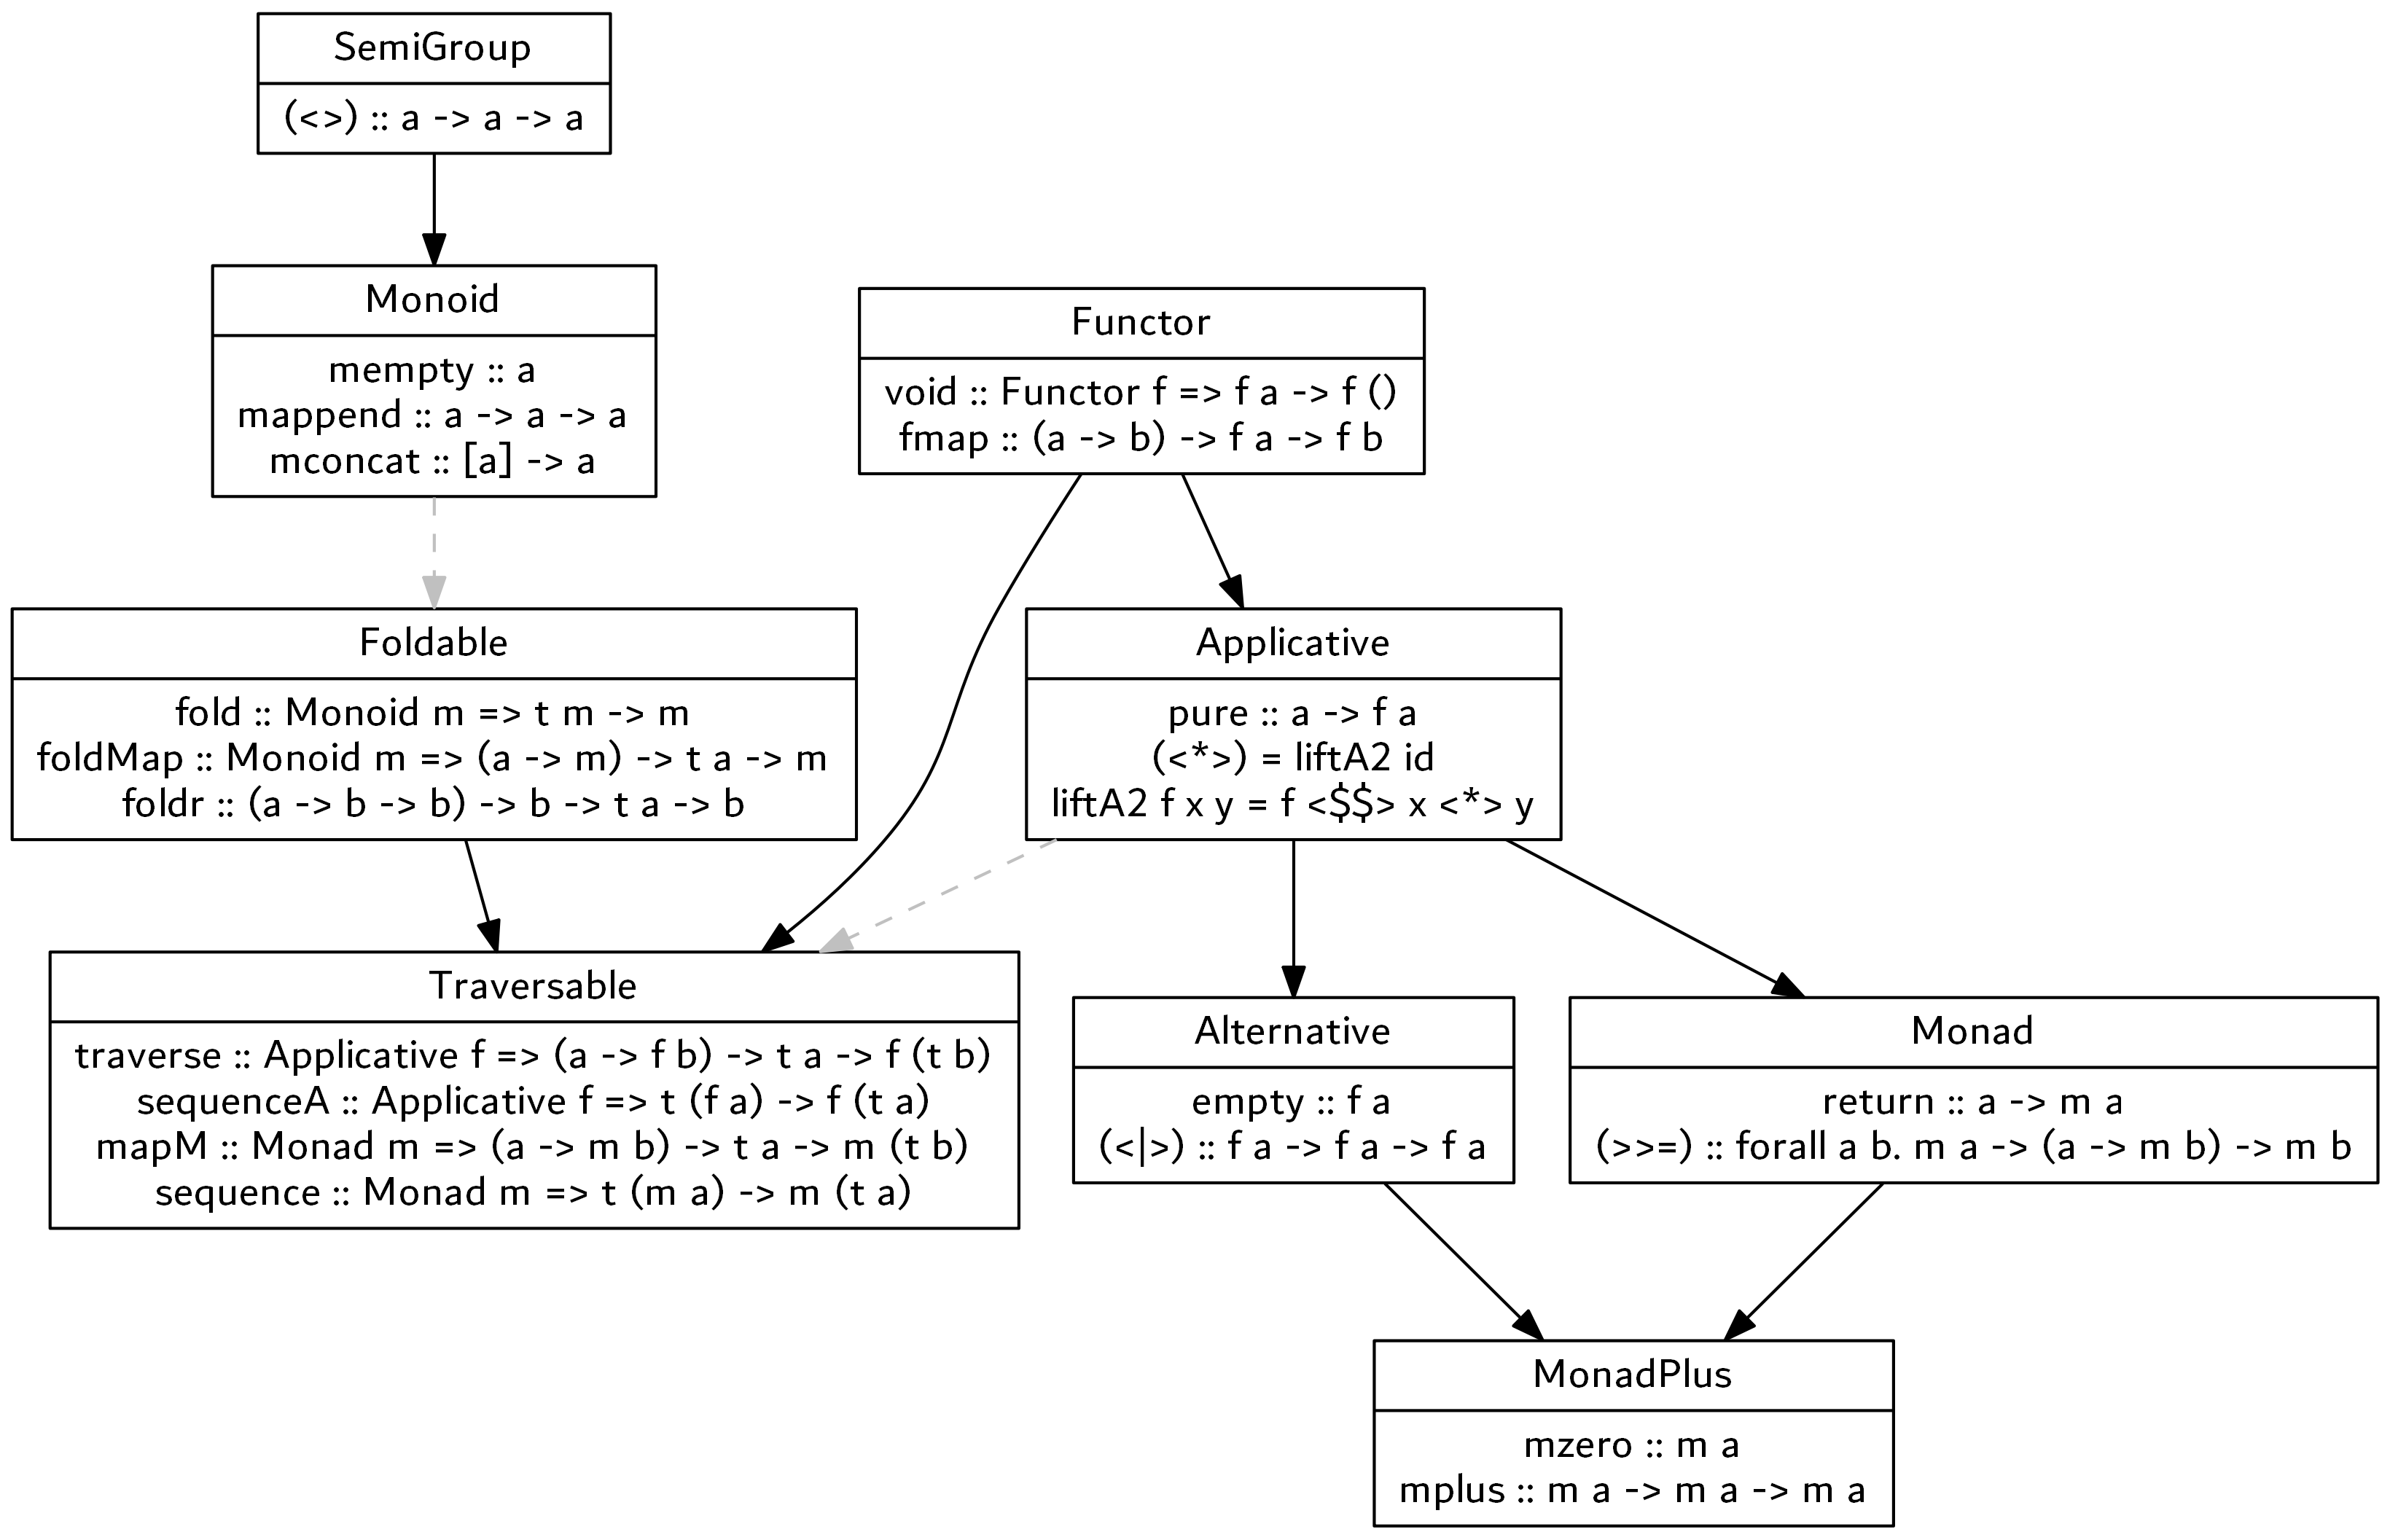 SemiGroup
(<>) :: a -> a -> a
Monoid
mempty :: a
mappend :: a -> a -> a
mconcat :: [a] -> a
Functor
void :: Functor f => f a -> f ()
fmap :: (a -> b) -> f a -> f b
Foldable
fold :: Monoid m => t m -> m
foldMap :: Monoid m => (a -> m) -> t a -> m
foldr :: (a -> b -> b) -> b -> t a -> b
Applicative
pure :: a -> f a
(<*>) = liftA2 id
liftA2 f x y = f <$$> x <*> y
Traversable
traverse :: Applicative f => (a -> f b) -> t a -> f (t b)
sequenceA :: Applicative f => t (f a) -> f (t a)
mapM :: Monad m => (a -> m b) -> t a -> m (t b)
sequence :: Monad m => t (m a) -> m (t a)
Alternative
empty :: f a
(<|>) :: f a -> f a -> f a
Monad
return :: a -> m a
(>>=) :: forall a b. m a -> (a -> m b) -> m b
MonadPlus
mzero :: m a
mplus :: m a -> m a -> m a